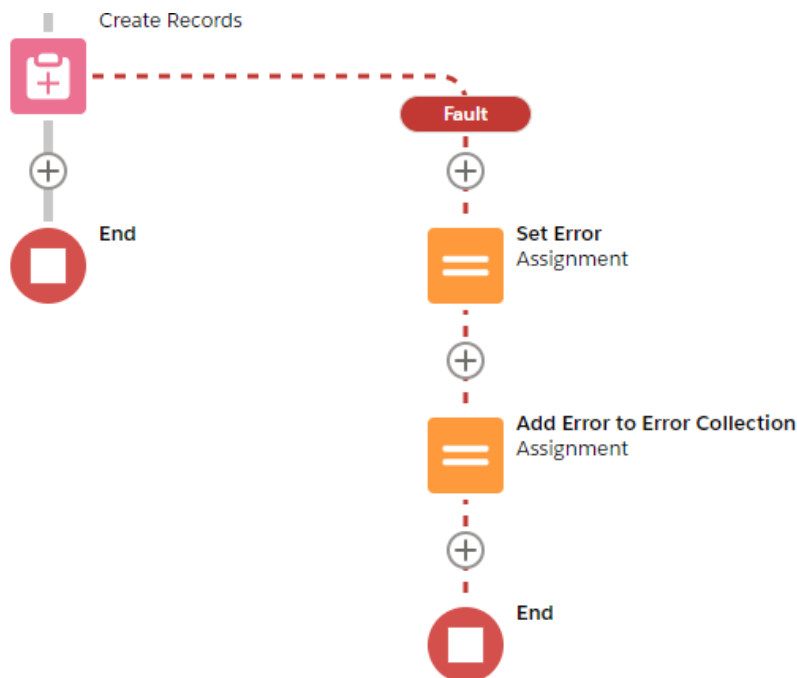 Create Records
Fault
End
Set Error
Assignment
Add Error to Error Collection
Assignment
End